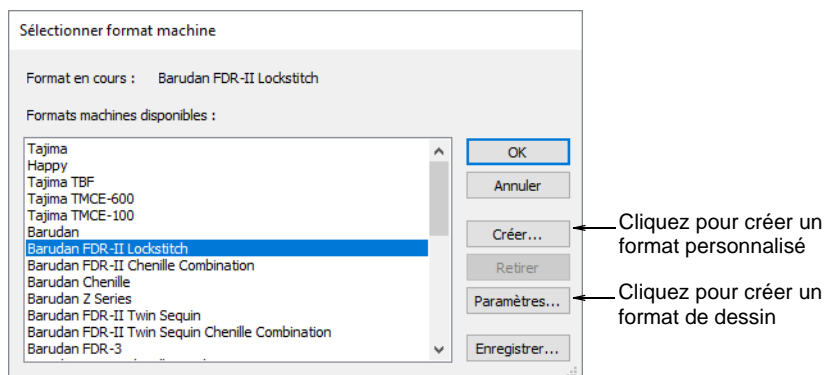 Sélectionner format machine
Format en cours : Barudan FDR-II Lockstitch
Formats machines disponibles :
Tajima
Happy
Tajima TBF
Tajima TMCE-600
Tajima TMCE-100
Barudan
Barudan FDR-II Lockstitch
Barudan FDR-II Chenille Combination
Barudan Chenille
Barudan Z Series
Barudan FDR-II Twin Sequin
Barudan FDR-II Twin Sequin Chenille Combination
Barudan FDR-3
OK
Annuler
Créer...
Retirer
Paramètres...
Enregistrer...
Cliquez pour créer un
format personnalisé
Cliquez pour créer un
format de dessin